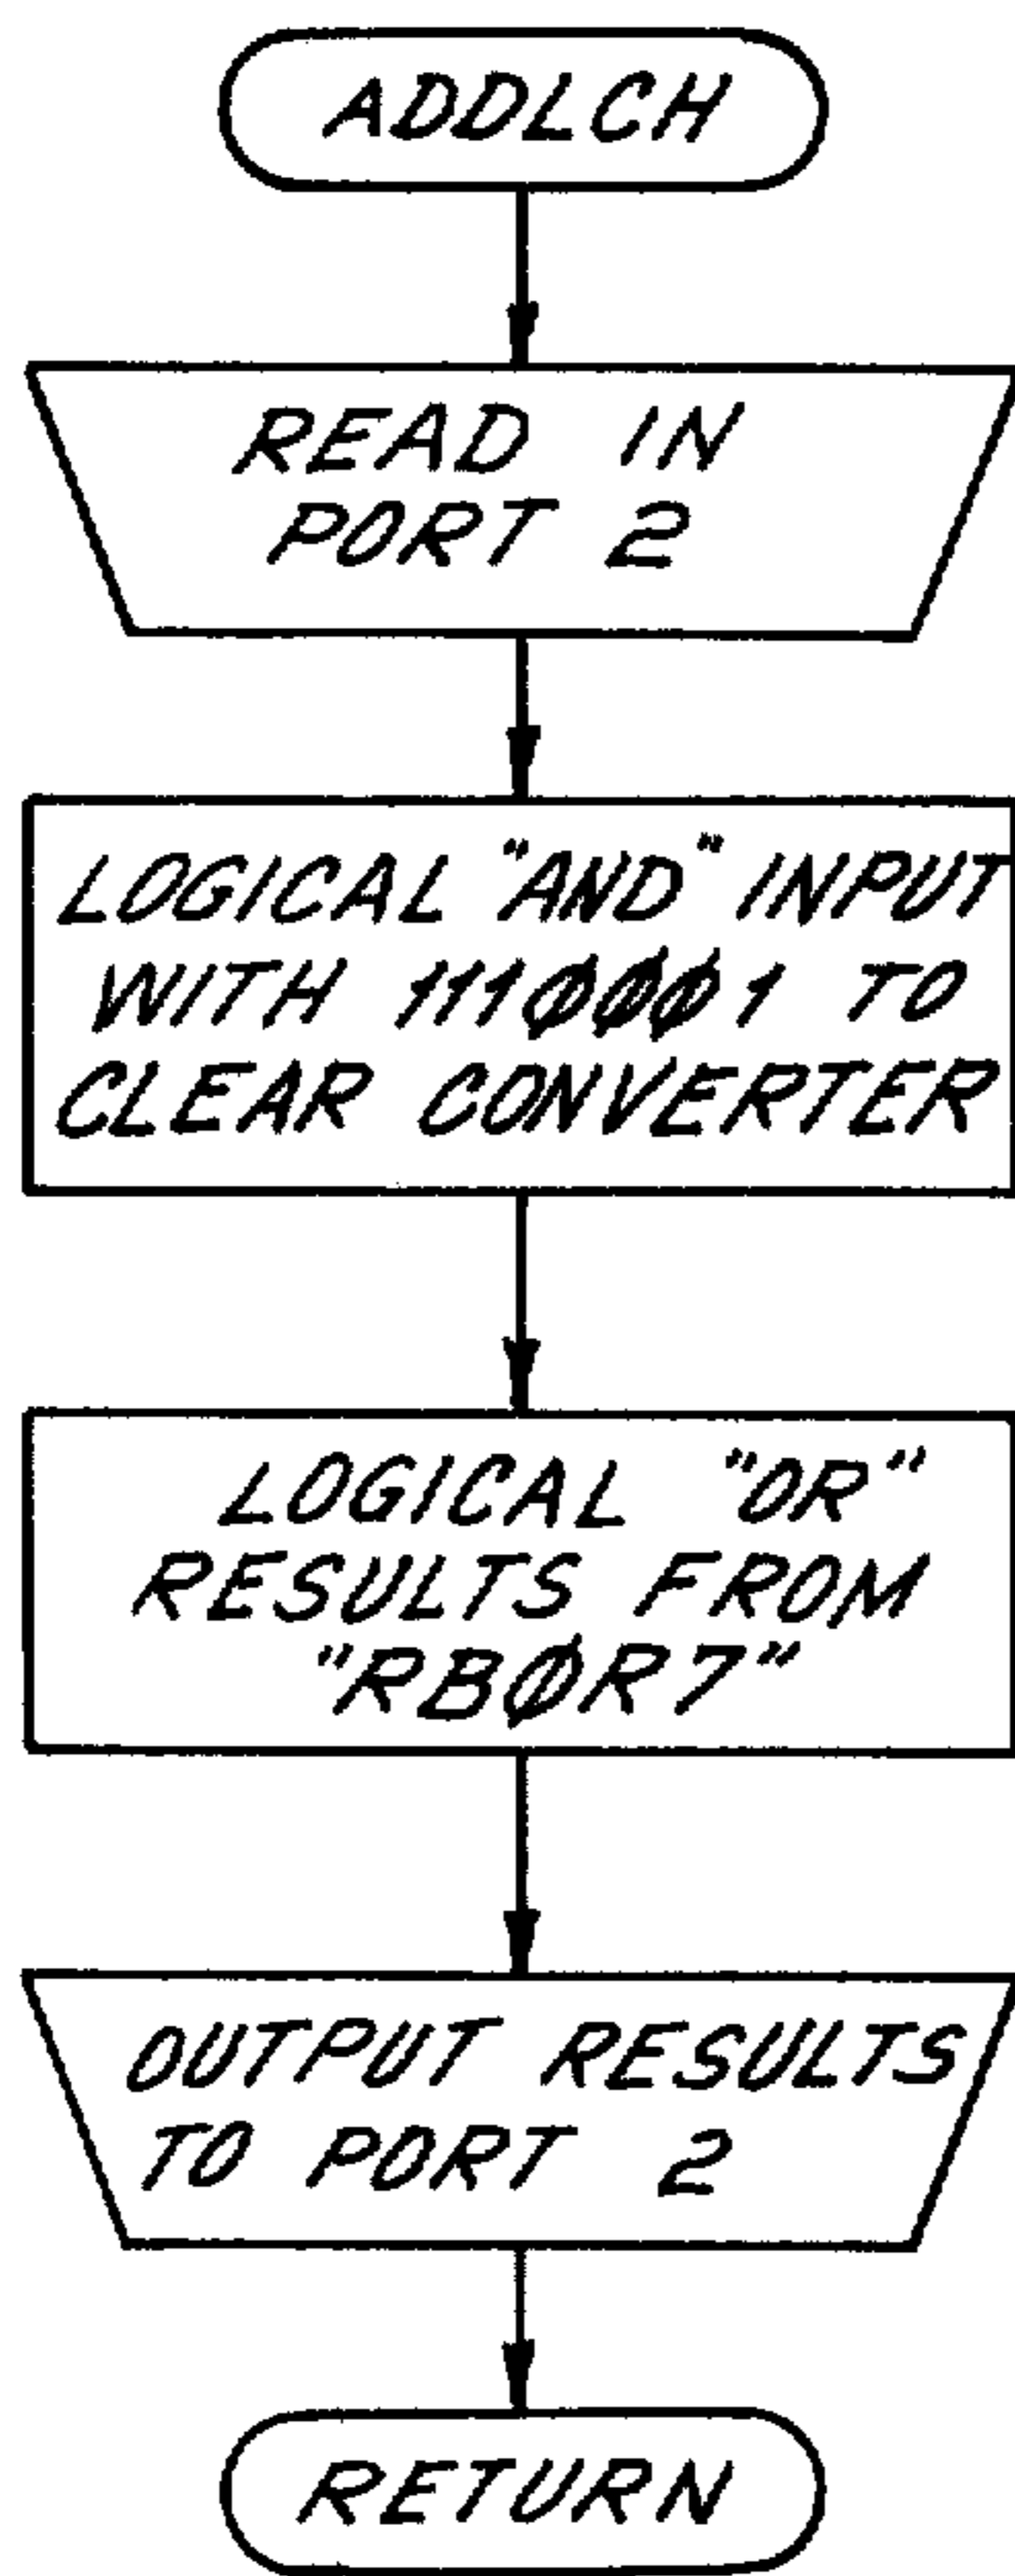 ADDLCH
READ IN
PORT 2
LOGICAL "AND" INPUT
WITH 111ØØØ1 TO
CLEAR CONVERTER
LOGICAL "OR"
RESULTS FROM
"RBØR7"
OUTPUT RESULTS
TO PORT 2
RETURN